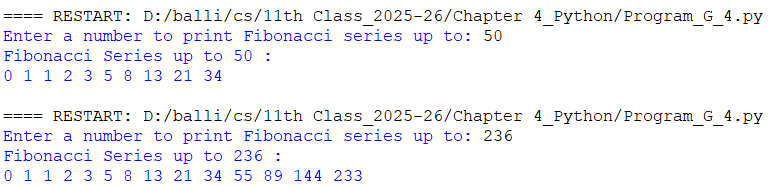 ==== RESTART: D:/balli/cs/11th Class_2025-26/Chapter 4_Python/Program_G_4.py
Enter a number to print Fibonacci series up to: 50
Fibonacci Series up to 50 :
0 1 1 2 3 5 8 13 21 34
==== RESTART: D:/balli/cs/11th Class_2025-26/Chapter 4_Python/Program_G_4.py
Enter a number to print Fibonacci series up to: 236
Fibonacci Series up to 236 :
0 1 1 2 3 5 8 13 21 34 55 89 144 233